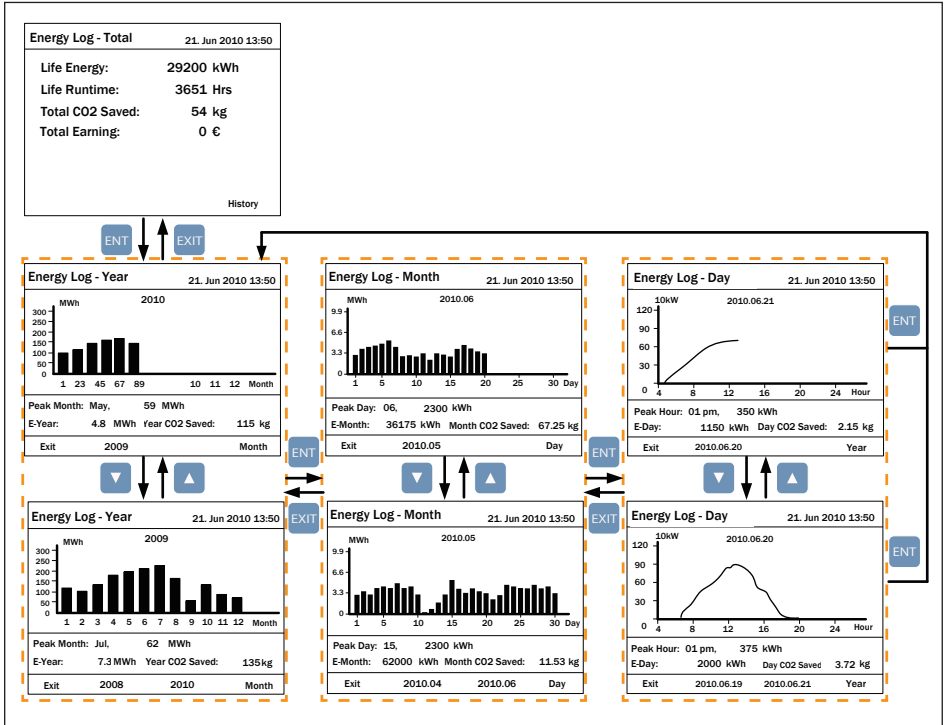 Energy Log - Total 21. Jun 2010 13:50
Life Energy: 29200 kWh
Life Runtime: 3651 Hrs
Total CO2 Saved: 54 kg
Total Earning: 0 €
History
ENT EXIT
Energy Log - Year 21. Jun 2010 13:50
MWh 2010
300
250
200
150
100
50
0
1 23 45 67 89 10 11 12 Month
Peak Month: May, 59 MWh
E-Year: 4.8 MWh Year CO2 Saved: 115 kg
Exit 2009 Month
Energy Log - Month 21. Jun 2010 13:50
MWh 2010.06
9.9
6.6
3.3
0
1 5 10 15 20 25 30 Day
Peak Day: 06, 2300 kWh
E-Month: 36175 kWh Month CO2 Saved: 67.25 kg
Exit 2010.05 Day
Energy Log - Day 21. Jun 2010 13:50
10kW 2010.06.21
120
90
60
30
0
4 8 12 16 20 24 Hour
Peak Hour: 01 pm, 350 kWh
E-Day: 1150 kWh Day CO2 Saved: 2.15 kg
Exit 2010.06.20 Year
ENT
ENT
EXIT
ENT
EXIT
Energy Log - Year 21. Jun 2010 13:50
MWh 2009
300
250
200
150
100
50
0
1 2 3 4 5 6 7 8 9 10 11 12 Month
Peak Month: Jul, 62 MWh
E-Year: 7.3 MWh Year CO2 Saved: 135kg
Exit 2008 2010 Month
Energy Log - Month 21. Jun 2010 13:50
MWh 2010.05
9.9
6.6
3.3
0
1 5 10 15 20 25 30 Day
Peak Day: 15, 2300 kWh
E-Month: 62000 kWh Month CO2 Saved: 11.53 kg
Exit 2010.04 2010.06 Day
Energy Log - Day 21. Jun 2010 13:50
10kW 2010.06.20
120
90
60
30
0
4 8 12 16 20 24 Hour
Peak Hour: 01 pm, 375 kWh
E-Day: 2000 kWh Day CO2 Saved 3.72 kg
Exit 2010.06.19 2010.06.21 Year
ENT